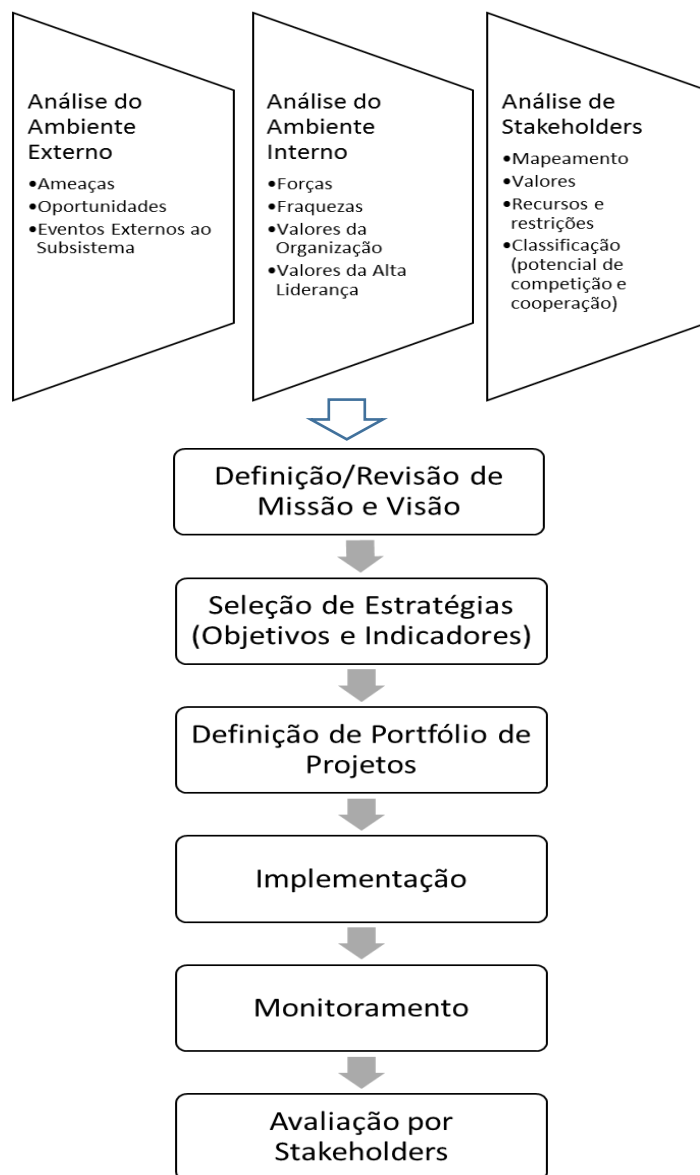 Análise do
Ambiente
Externo
•Ameaças
•Oportunidades
•Eventos Externos ao
Subsistema
Análise do
Ambiente
Interno
•Forças
•Fraquezas
•Valores da
Organização
•Valores da Alta
Liderança
Análise de
Stakeholders
•Mapeamento
•Valores
•Recursos e
restrições
•Classificação
(potencial de
competição e
cooperação)
Definição/Revisão de
Missão e Visão
Seleção de Estratégias
(Objetivos e Indicadores)
Definição de Portfólio de
Projetos
Implementação
Monitoramento
Avaliação por
Stakeholders